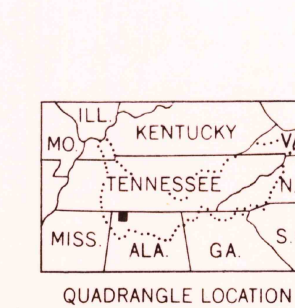 ILL.
MO.
KENTUCKY
TENNESSEE
N.
MISS.
ALA.
GA.
S.
QUADRANGLE LOCATION